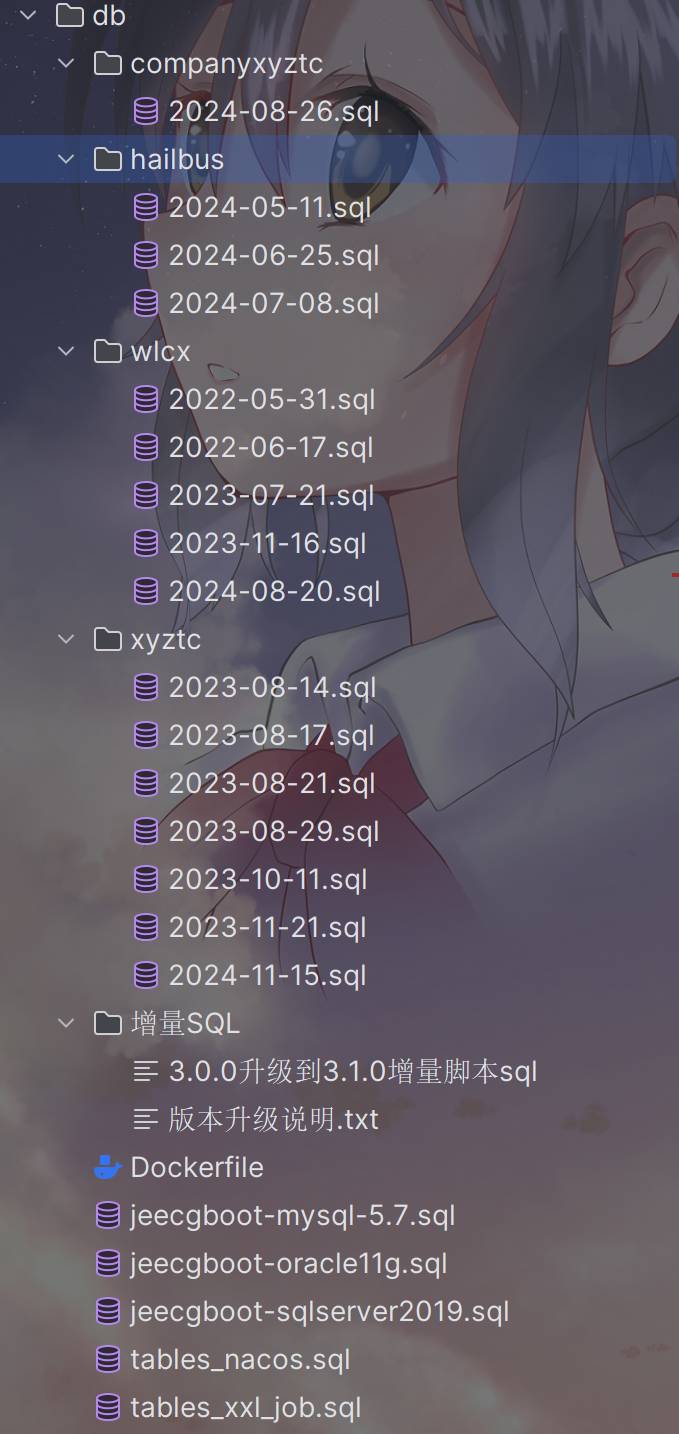 db
companyxyztc
2024-08-26.sql
hailbus
2024-05-11.sql
2024-06-25.sql
2024-07-08.sql
wlcx
2022-05-31.sql
2022-06-17.sql
2023-07-21.sql
2023-11-16.sql
2024-08-20.sql
xyztc
2023-08-14.sql
2023-08-17.sql
2023-08-21.sql
2023-08-29.sql
2023-10-11.sql
2023-11-21.sql
2024-11-15.sql
增量SQL
3.0.0升级到3.1.0增量脚本sql
版本升级说明.txt
Dockerfile
jeecgboot-mysql-5.7.sql
jeecgboot-oracle11g.sql
jeecgboot-sqlserver2019.sql
tables_nacos.sql
tables_xxl_job.sql